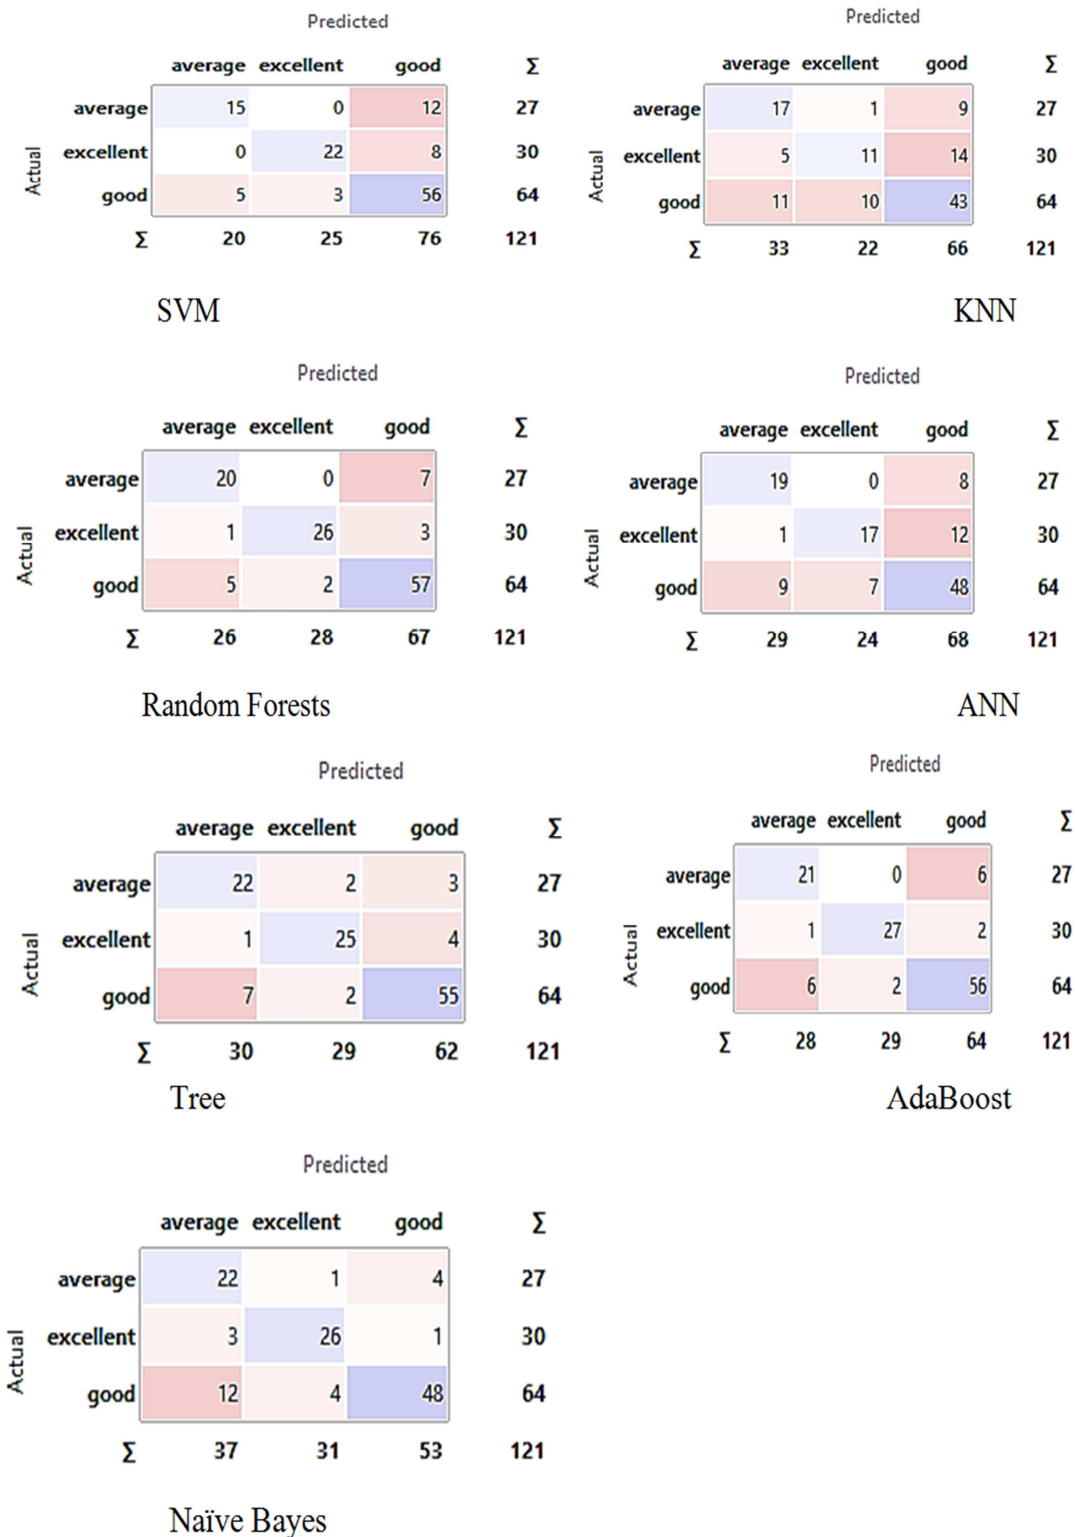 Predicted
average excellent good Σ
average 15 0 12 27
excellent 0 22 8 30
good 5 3 56 64
Σ 20 25 76 121
Actual
SVM
Predicted
average excellent good Σ
average 17 1 9 27
excellent 5 11 14 30
good 11 10 43 64
Σ 33 22 66 121
Actual
KNN
Predicted
average excellent good Σ
average 20 0 7 27
excellent 1 26 3 30
good 5 2 57 64
Σ 26 28 67 121
Actual
Random Forests
Predicted
average excellent good Σ
average 19 0 8 27
excellent 1 17 12 30
good 9 7 48 64
Σ 29 24 68 121
Actual
ANN
Predicted
average excellent good Σ
average 22 2 3 27
excellent 1 25 4 30
good 7 2 55 64
Σ 30 29 62 121
Actual
Tree
Predicted
average excellent good Σ
average 21 0 6 27
excellent 1 27 2 30
good 6 2 56 64
Σ 28 29 64 121
Actual
AdaBoost
Predicted
average excellent good Σ
average 22 1 4 27
excellent 3 26 1 30
good 12 4 48 64
Σ 37 31 53 121
Actual
Naïve Bayes